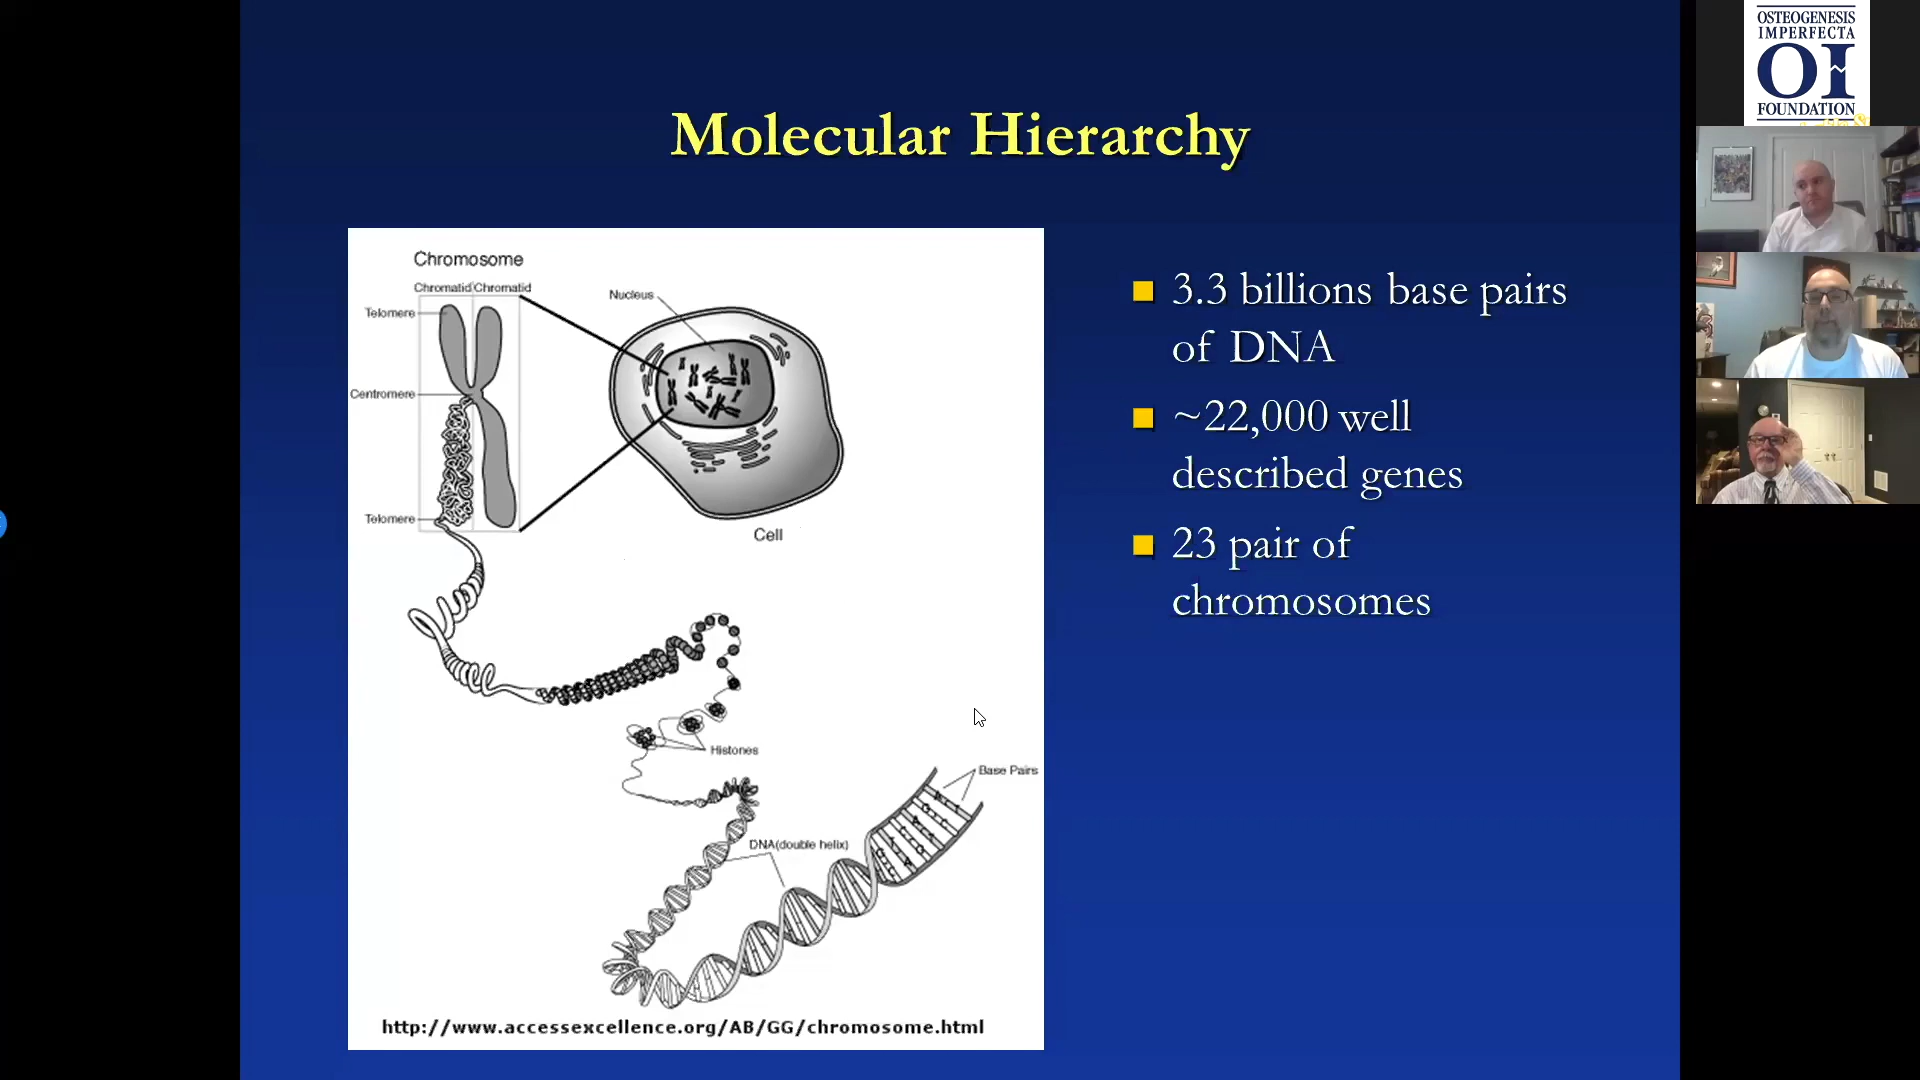 Molecular Hierarchy
Chromosome
Chromatid Chromatid
Telomere
Centromere
Telomere
Nucleus
Cell
Histones
Base Pairs
DNA(double helix)
http://www.accessexcellence.org/AB/GG/chromosome.html
3.3 billions base pairs
of DNA
~22,000 well
described genes
23 pair of
chromosomes
OSTEOGENESIS
IMPERFECTA
OI
FOUNDATION